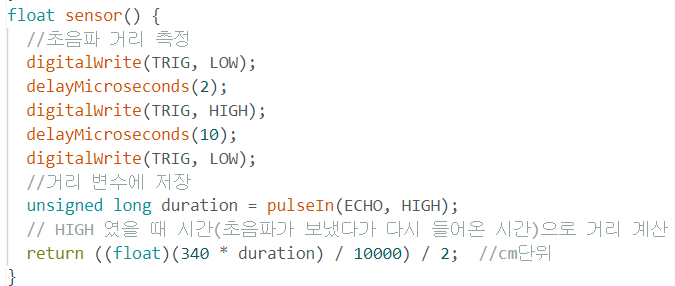 float sensor() {
//초음파 거리 측정
digitalWrite(TRIG, LOW);
delayMicroseconds(2);
digitalWrite(TRIG, HIGH);
delayMicroseconds(10);
digitalWrite(TRIG, LOW);
//거리 변수에 저장
unsigned long duration = pulseIn(ECHO, HIGH);
// HIGH 였을 때 시간(초음파가 보냈다가 다시 들어온 시간)으로 거리 계산
return ((float)(340 * duration) / 10000) / 2;  //cm단위
}